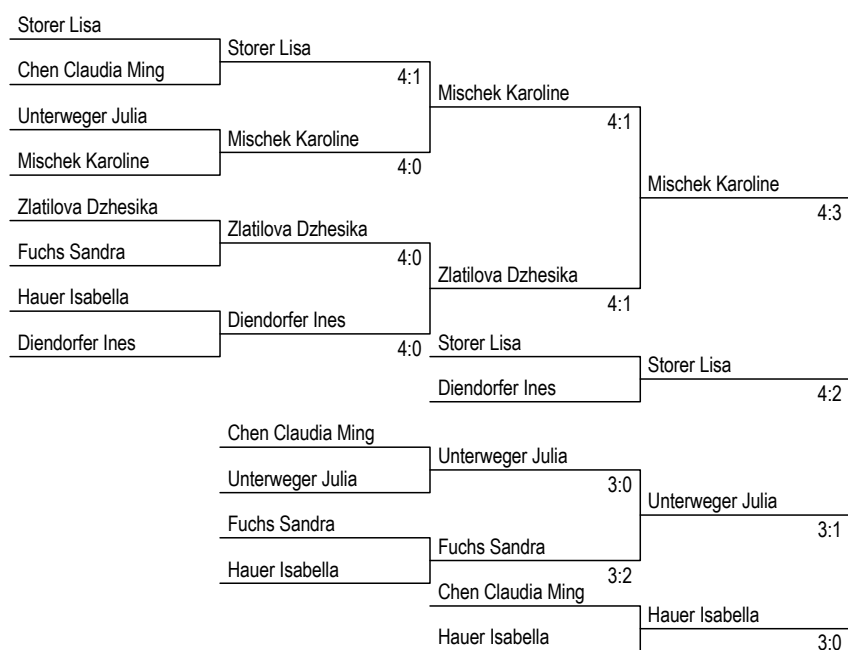 Storer Lisa
Storer Lisa
Chen Claudia Ming
4:1
Mischek Karoline
Unterweger Julia
4:1
Mischek Karoline
Mischek Karoline
4:0
Mischek Karoline
4:3
Zlatilova Dzhesika
Zlatilova Dzhesika
Fuchs Sandra
4:0
Zlatilova Dzhesika
Hauer Isabella
4:1
Diendorfer Ines
Diendorfer Ines
4:0
Storer Lisa
Storer Lisa
Diendorfer Ines
4:2
Chen Claudia Ming
Unterweger Julia
Unterweger Julia
3:0
Unterweger Julia
Fuchs Sandra
3:1
Fuchs Sandra
Hauer Isabella
3:2
Chen Claudia Ming
Hauer Isabella
Hauer Isabella
3:0